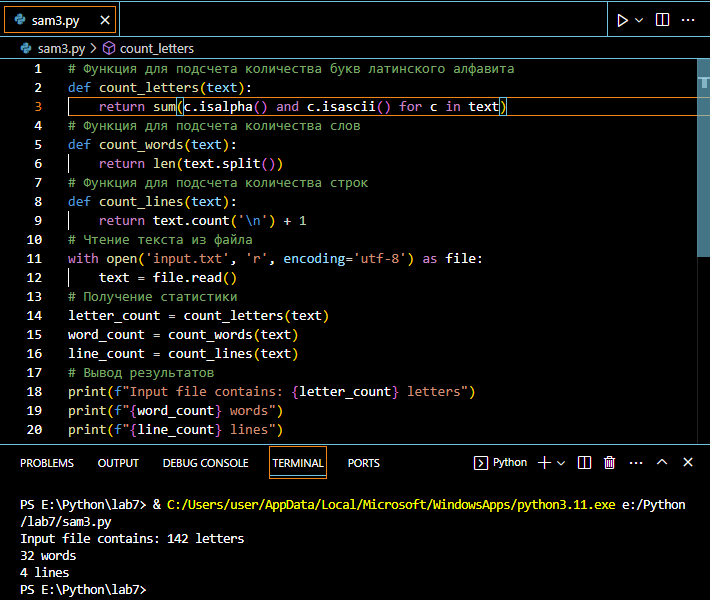 sam3.py
sam3.py > count_letters
1 # Функция для подсчета количества букв латинского алфавита
2 def count_letters(text):
3     return sum(c.isalpha() and c.isascii() for c in text)
4 # Функция для подсчета количества слов
5 def count_words(text):
6     return len(text.split())
7 # Функция для подсчета количества строк
8 def count_lines(text):
9     return text.count('\n') + 1
10 # Чтение текста из файла
11 with open('input.txt', 'r', encoding='utf-8') as file:
12     text = file.read()
13 # Получение статистики
14 letter_count = count_letters(text)
15 word_count = count_words(text)
16 line_count = count_lines(text)
17 # Вывод результатов
18 print(f"Input file contains: {letter_count} letters")
19 print(f"{word_count} words")
20 print(f"{line_count} lines")
PROBLEMS OUTPUT DEBUG CONSOLE TERMINAL PORTS Python
PS E:\Python\lab7> & C:/Users/user/AppData/Local/Microsoft/WindowsApps/python3.11.exe e:/Python
/lab7/sam3.py
Input file contains: 142 letters
32 words
4 lines
PS E:\Python\lab7>